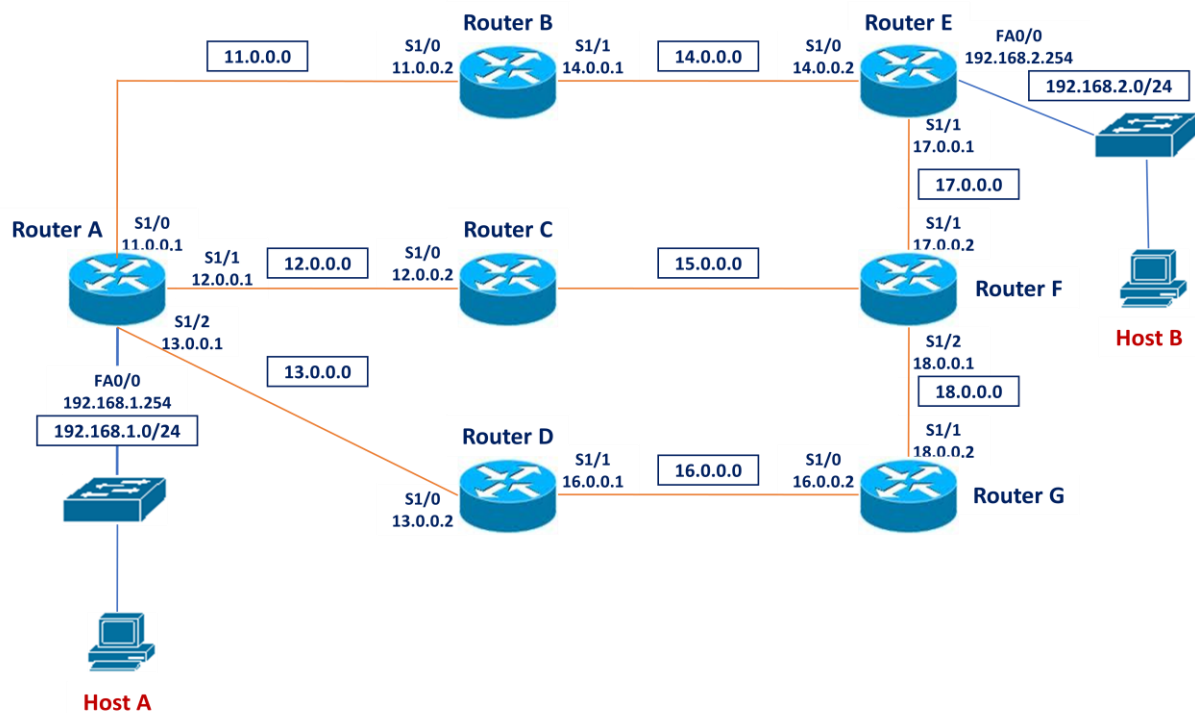 Router B
Router E
11.0.0.0
S1/0
11.0.0.2
S1/1
14.0.0.1
14.0.0.0
S1/0
14.0.0.2
FA0/0
192.168.2.254
192.168.2.0/24
S1/1
17.0.0.1
17.0.0.0
Router A
S1/0
11.0.0.1
S1/1
12.0.0.1
12.0.0.0
S1/0
12.0.0.2
Router C
15.0.0.0
S1/1
17.0.0.2
Router F
Host B
S1/2
13.0.0.1
13.0.0.0
S1/2
18.0.0.1
18.0.0.0
FA0/0
192.168.1.254
192.168.1.0/24
Router D
S1/0
13.0.0.2
S1/1
16.0.0.1
16.0.0.0
S1/0
16.0.0.2
S1/1
18.0.0.2
Router G
Host A